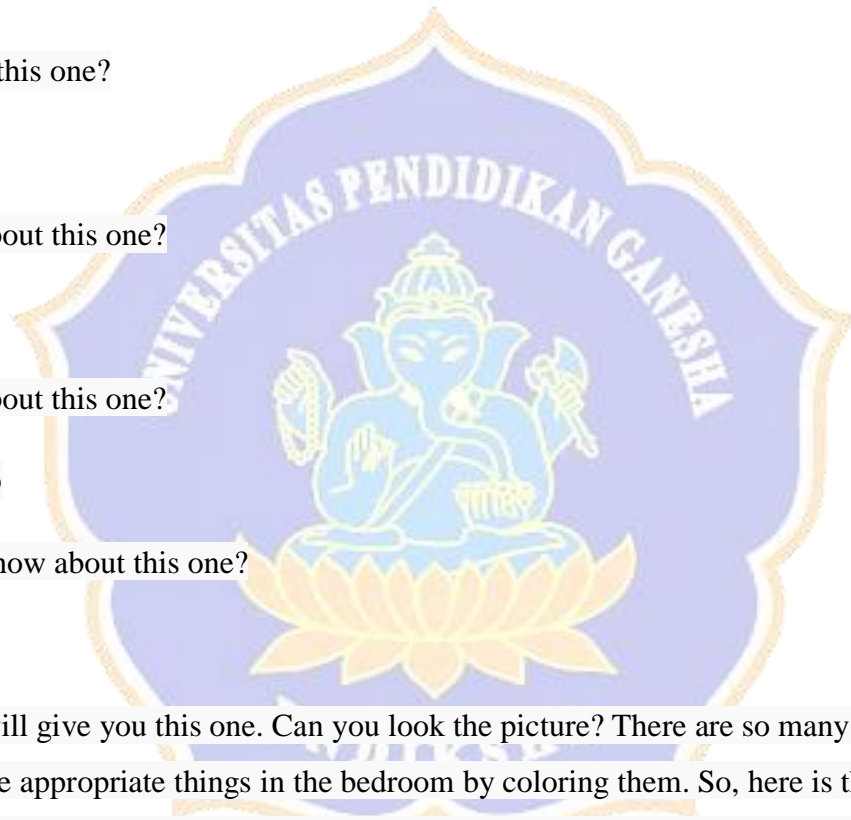 this one?
UNIVERSITAS PENDIDIKAN GANESHA
out this one?
out this one?
now about this one?
ill give you this one. Can you look the picture? There are so many
e appropriate things in the bedroom by coloring them. So, here is th
UNDIKSHA